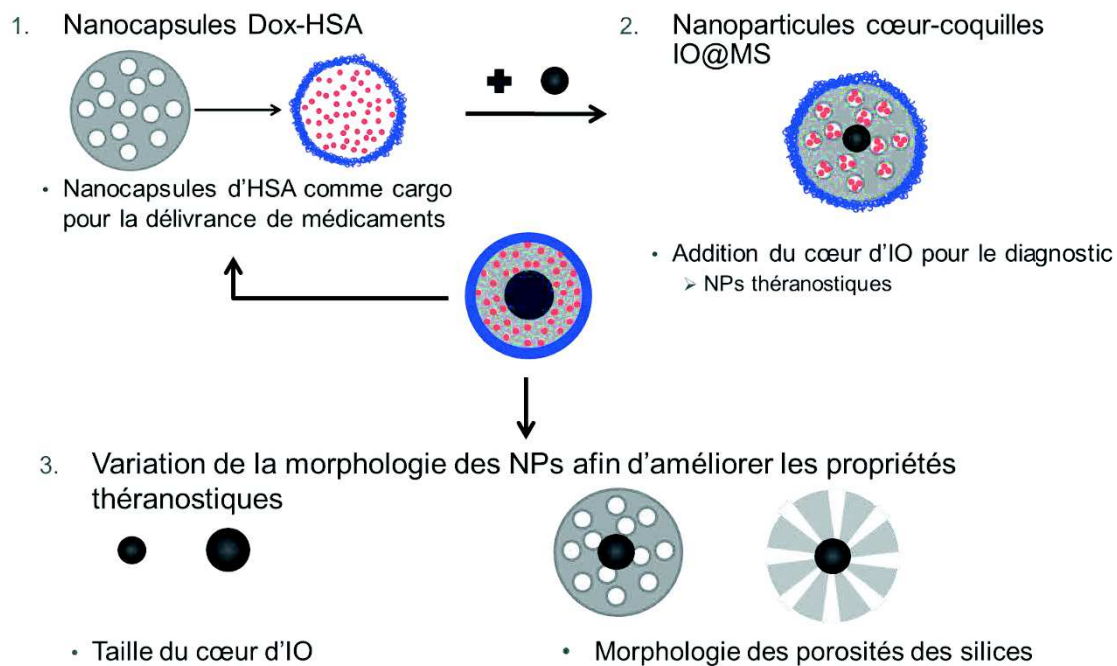 1. Nanocapsules Dox-HSA
• Nanocapsules d'HSA comme cargo
pour la délivrance de médicaments
2. Nanoparticules cœur-coquilles
IO@MS
• Addition du cœur d'IO pour le diagnostic
➢ NPs théranostiques
3. Variation de la morphologie des NPs afin d'améliorer les propriétés
théranostiques
• Taille du cœur d'IO
• Morphologie des porosités des silices